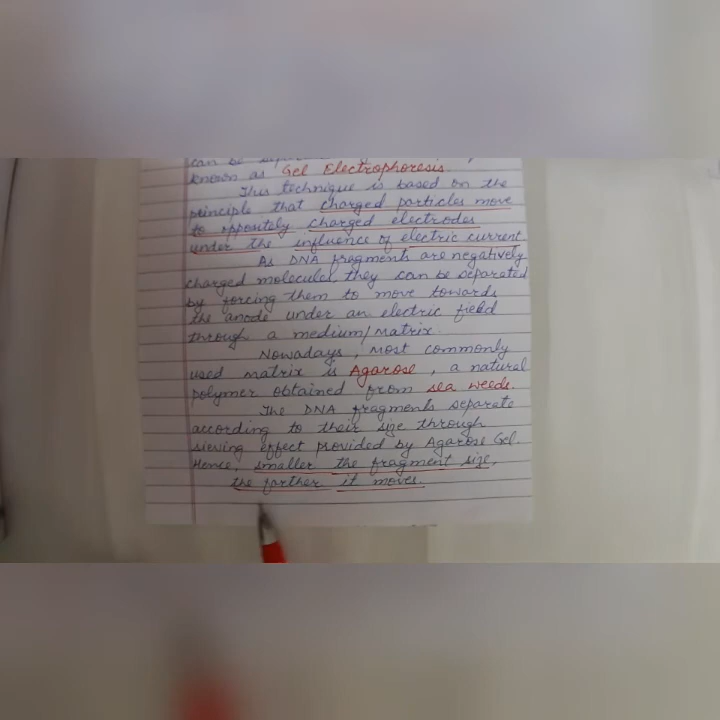 can be
known as Gel Electrophoresis.
This technique is based on the
principle that charged particles move
to oppositely charged electrodes
under the influence of electric current
As DNA fragments are negatively
charged molecules, they can be separated
by forcing them to move towards
the anode under an electric field
through a medium/Matrix.
Nowadays, most commonly
used matrix is Agarose, a natural
polymer obtained from sea weeds.
The DNA fragments separate
according to their size through
sieving effect provided by Agarose Gel.
Hence, smaller the fragment size,
the farther it moves.